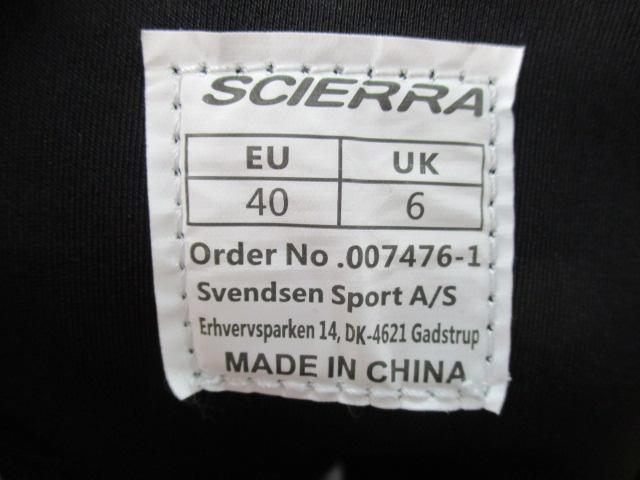 SCIERRA
EU UK
40 6
Order No .007476-1
Svendsen Sport A/S
Erhvervsparken 14, DK-4621 Gadstrup
MADE IN CHINA